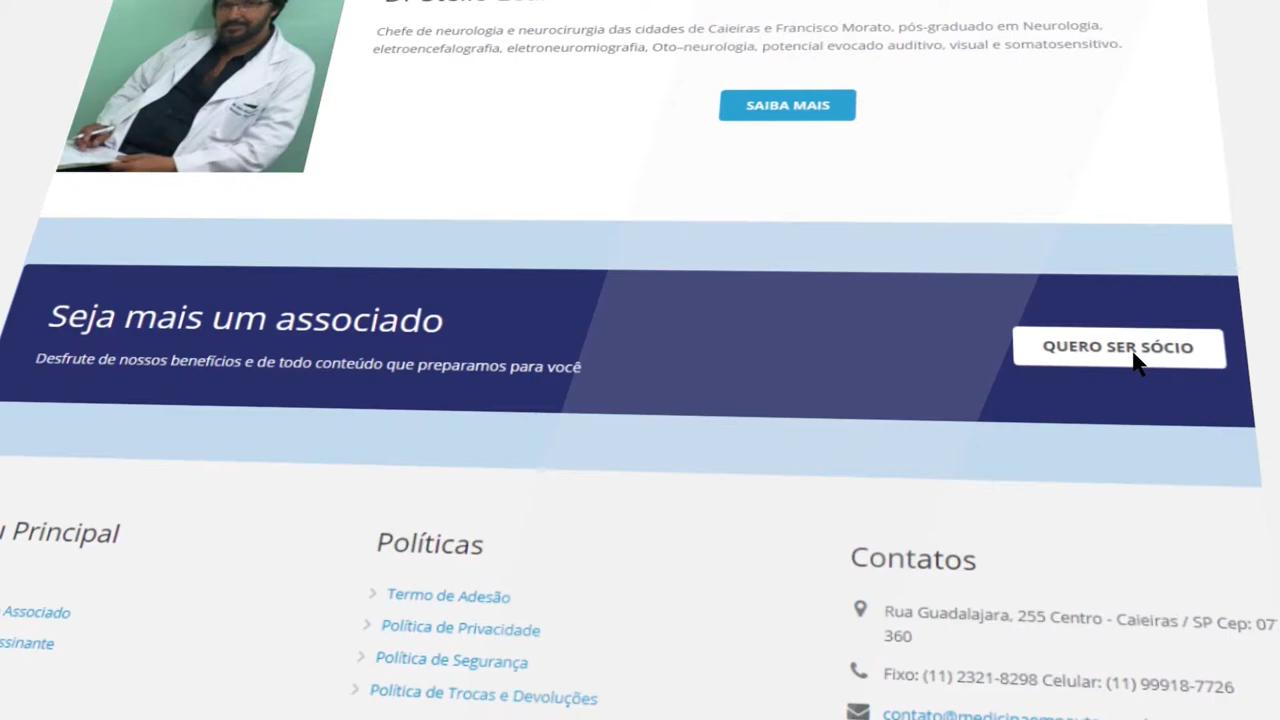 Chefe de neurologia e neurocirurgia das cidades de Caieiras e Francisco Morato, pós-graduado em Neurologia,
eletroencefalografia, eletroneuromiografia, Oto–neurologia, potencial evocado auditivo, visual e somatosensitivo.
SAIBA MAIS
Seja mais um associado
Desfrute de nossos benefícios e de todo conteúdo que preparamos para você
QUERO SER SÓCIO
Principal
Associado
Políticas
Termo de Adesão
Política de Privacidade
Política de Segurança
Política de Trocas e Devoluções
Contatos
Rua Guadalajara, 255 Centro - Caieiras / SP Cep: 07
360
Fixo: (11) 2321-8298 Celular: (11) 99918-7726